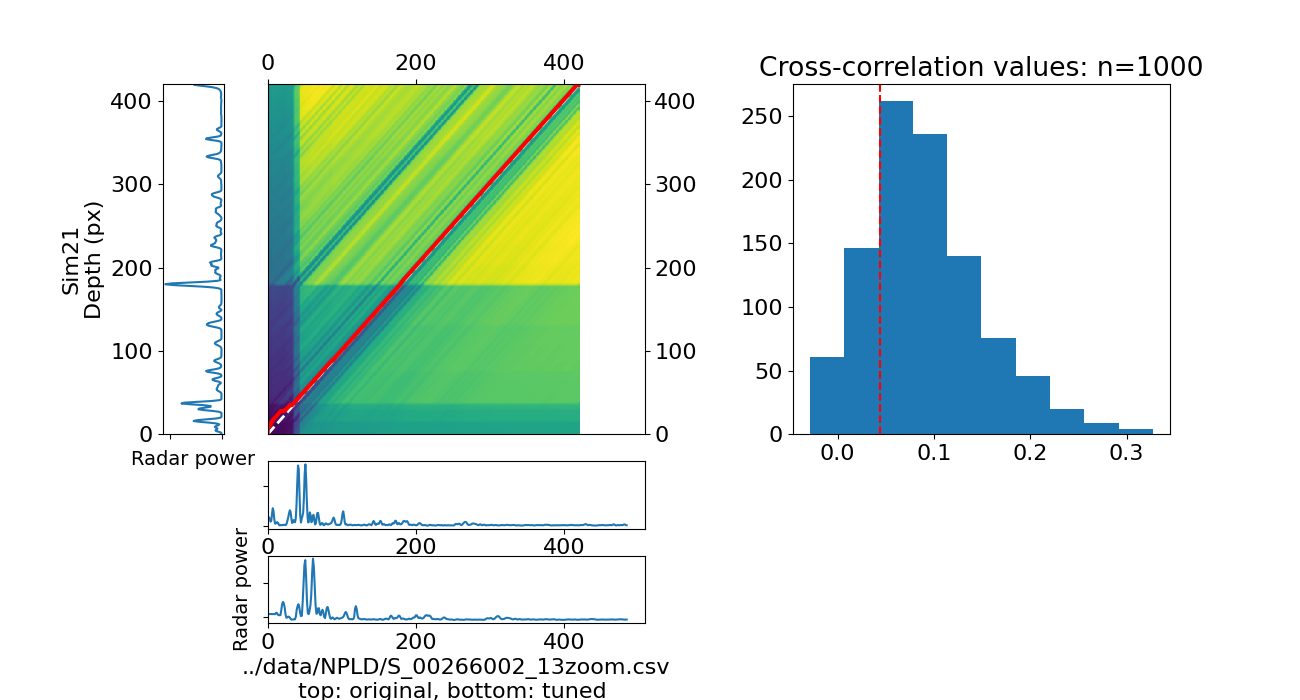 0 200 400
Cross-correlation values: n=1000
400
300
200
100
0
Sim21
Depth (px)
Radar power
400
300
200
100
0
250
200
150
100
50
0
0.0 0.1 0.2 0.3
0 200 400
Radar power
0 200 400
../data/NPLD/S_00266002_13zoom.csv
top: original, bottom: tuned